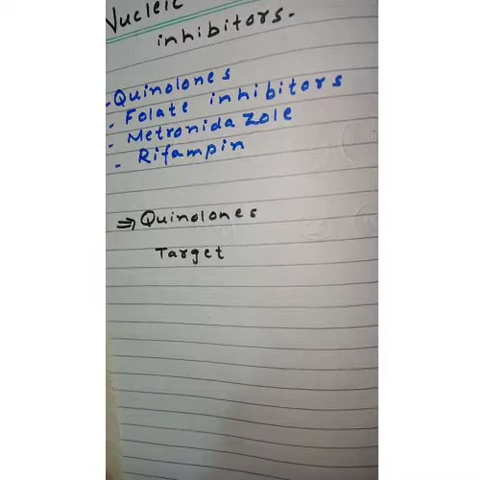 Nucleic
inhibitors.
- Quinolones
- Folate inhibitors
- Metronidazole
- Rifampin
⇒ Quinolones
Target